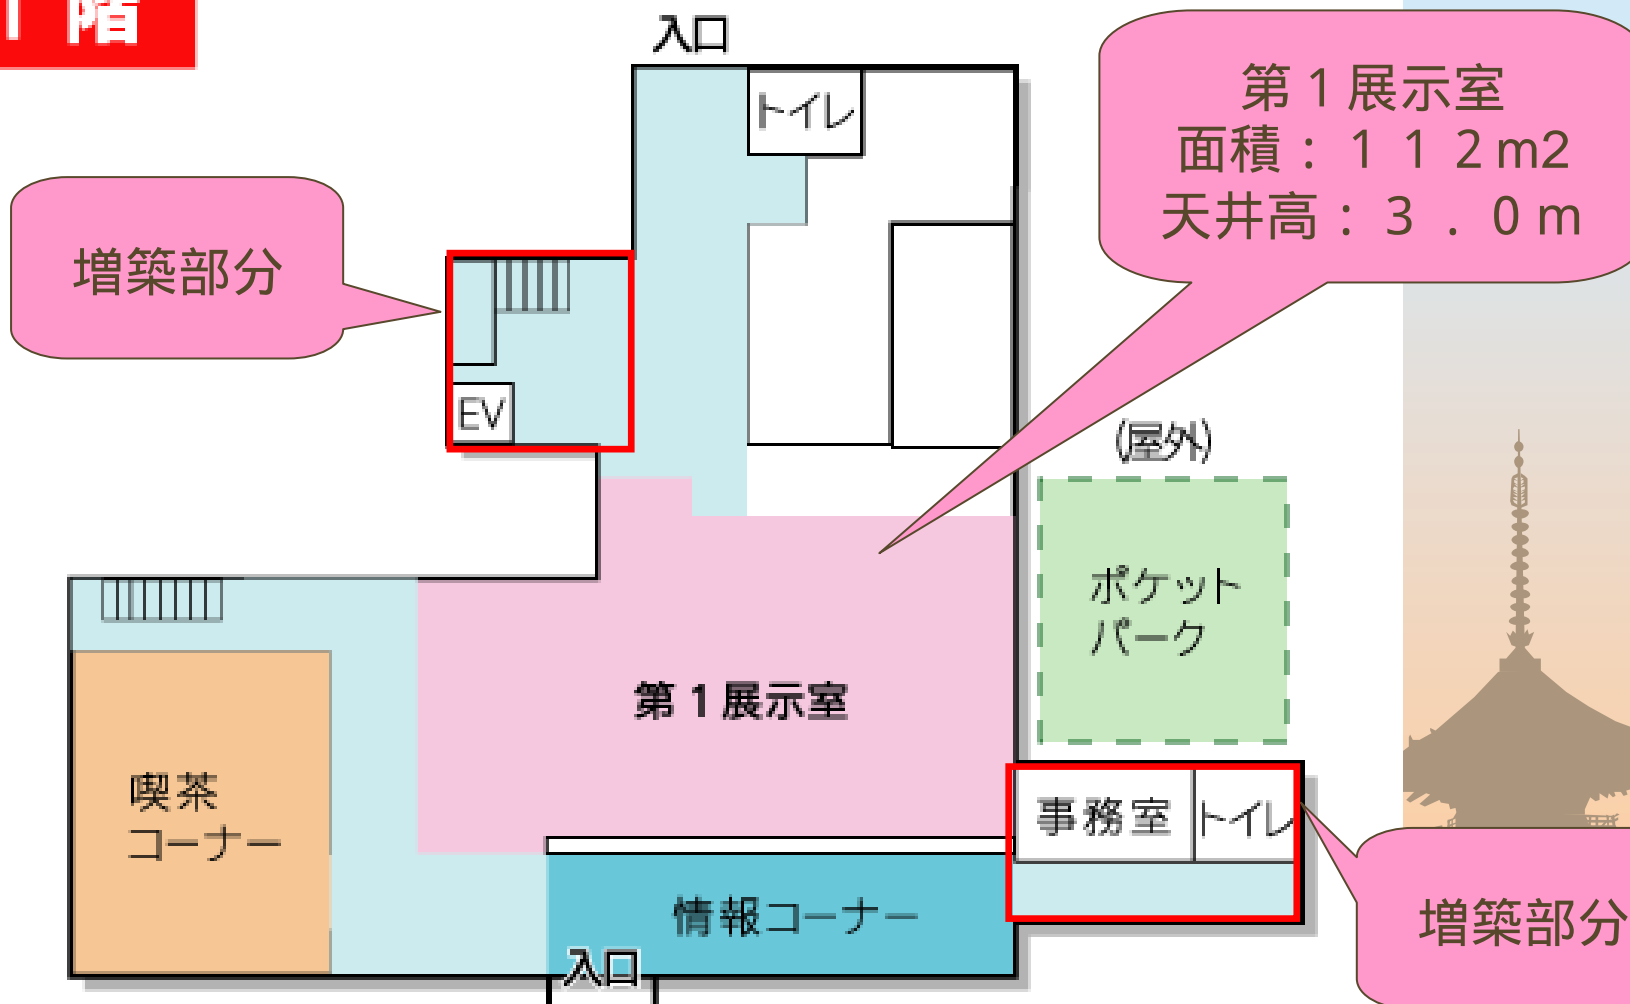 1 階
入口
トイレ
第１展示室
面積：１１２m2
天井高：３．０m
増築部分
EV
(屋外)
ポケット
パーク
第１展示室
喫茶
コーナー
事務室
トイレ
情報コーナー
入口
増築部分